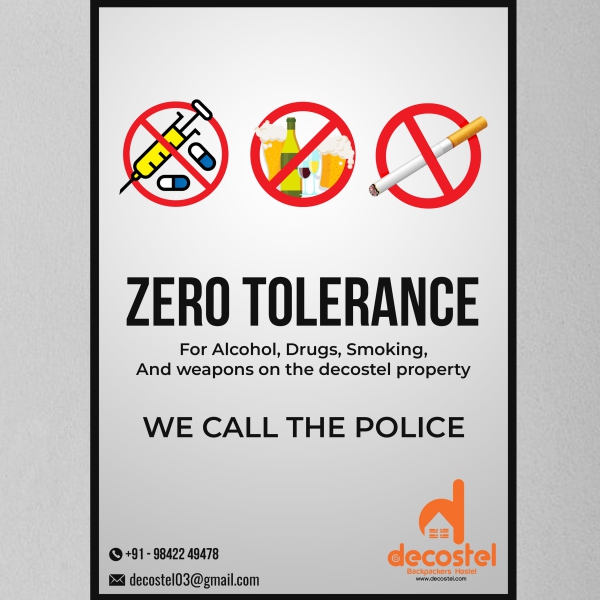 ZERO TOLERANCE
For Alcohol, Drugs, Smoking,
And weapons on the decostel property
WE CALL THE POLICE
+91 - 98422 49478
decostel03@gmail.com
decostel
Backpackers Hostel
www.decostel.com